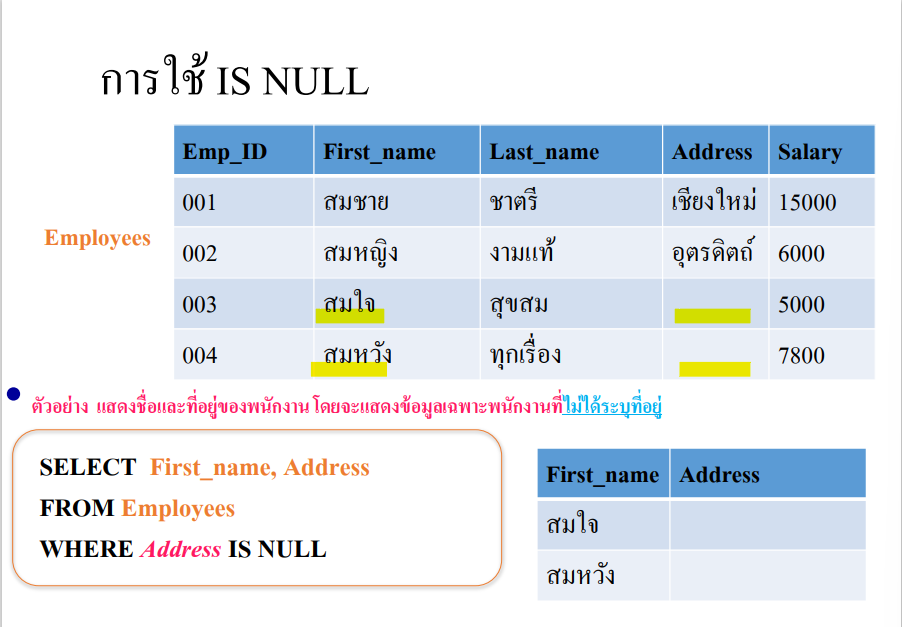 การใช้ IS NULL
Employees
Emp_ID First_name Last_name Address Salary
001 สมชาย ชาตรี เชียงใหม่ 15000
002 สมหญิง งามแท้ อุตรดิตถ์ 6000
003 สมใจ สุขสม 5000
004 สมหวัง ทุกเรื่อง 7800
ตัวอย่าง แสดงชื่อและที่อยู่ของพนักงาน โดยจะแสดงข้อมูลเฉพาะพนักงานที่ไม่ได้ระบุที่อยู่
SELECT First_name, Address
FROM Employees
WHERE Address IS NULL
First_name Address
สมใจ
สมหวัง